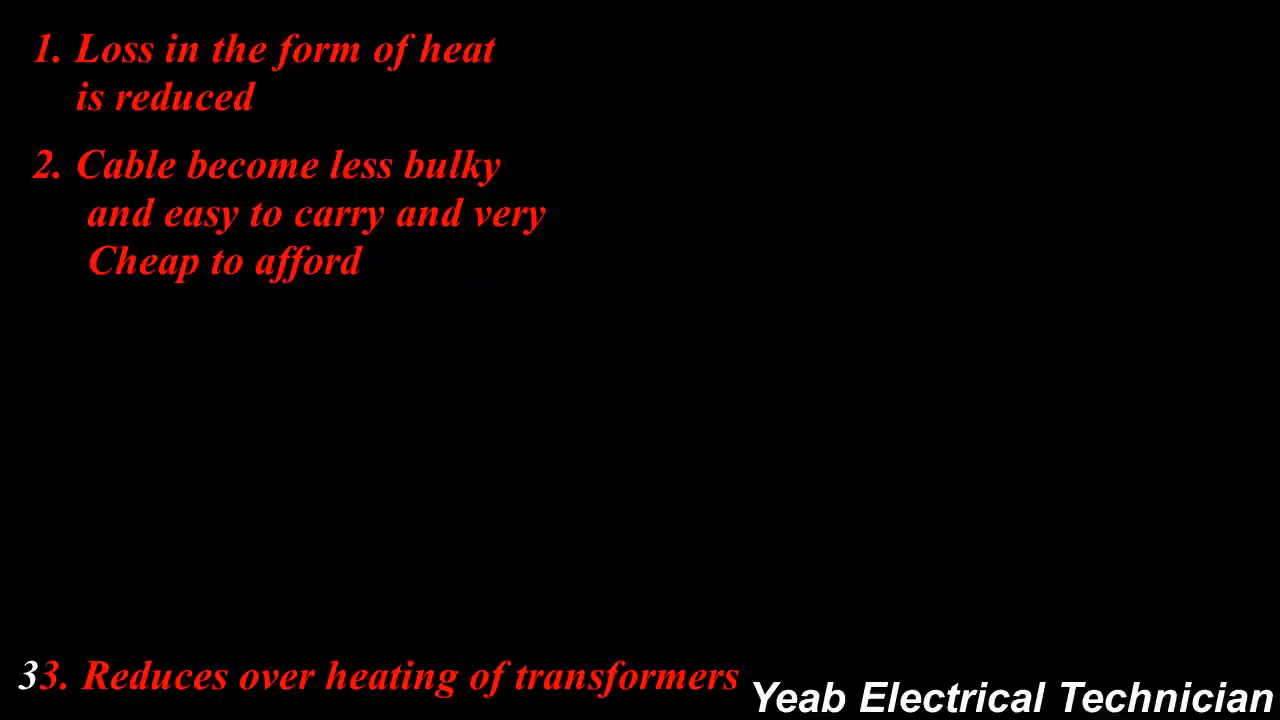 1. Loss in the form of heat
is reduced
2. Cable become less bulky
and easy to carry and very
Cheap to afford
33. Reduces over heating of transformers
Yeab Electrical Technician